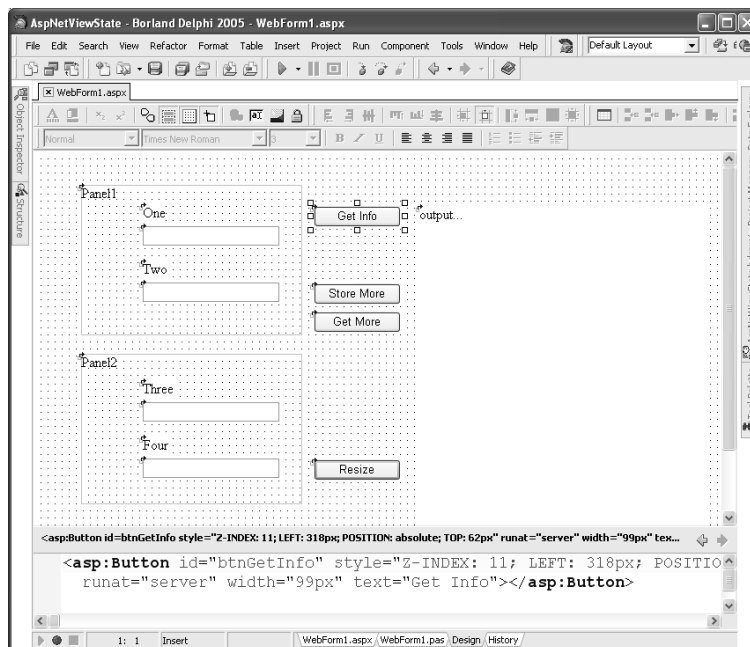 AspNetViewState - Borland Delphi 2005 - WebForm1.aspx
File Edit Search View Refactor Format Table Insert Project Run Component Tools Window Help
Default Layout
WebForm1.aspx
Object Inspector
Structure
Normal
Times New Roman
3
B I U
Panel1
One
Get Info
output...
Two
Store More
Get More
Panel2
Three
Four
Resize
<asp:Button id=btnGetInfo style="Z-INDEX: 11; LEFT: 318px; POSITION: absolute; TOP: 62px" runat="server" width="99px" tex...
<asp:Button id="btnGetInfo" style="Z-INDEX: 11; LEFT: 318px; POSITIO
runat="server" width="99px" text="Get Info"></asp:Button>
1: 1 Insert
WebForm1.aspx WebForm1.pas Design History